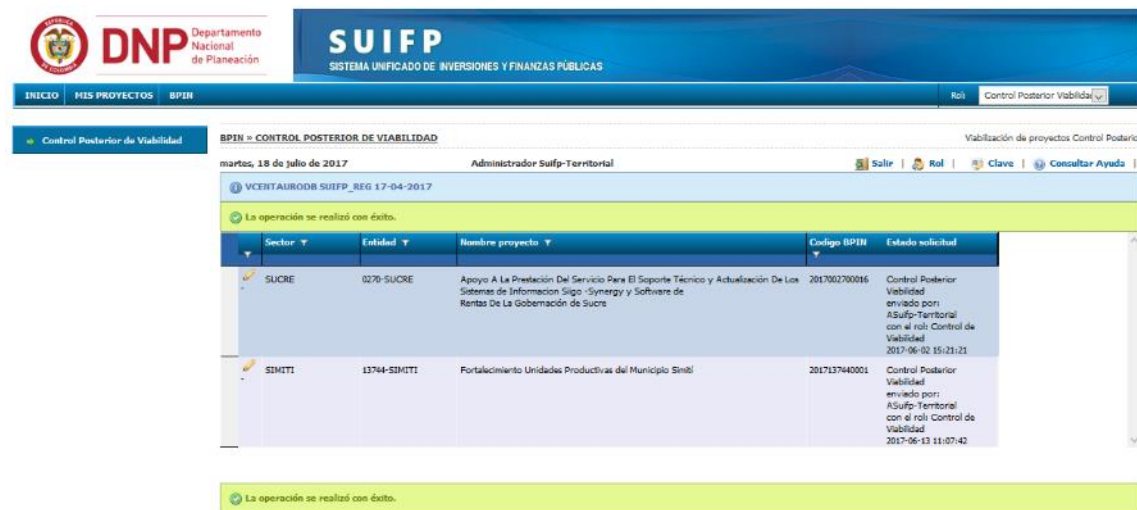 REPUBLICA
DE COLOMBIA
DNP
Departamento
Nacional
de Planeación
SUIFP
SISTEMA UNIFICADO DE INVERSIONES Y FINANZAS PÚBLICAS
INICIO MIS PROYECTOS BPIN Rol: Control Posterior Viabilidad
Control Posterior de Viabilidad
BPIN » CONTROL POSTERIOR DE VIABILIDAD Viabilización de proyectos Control Posterio
martes, 18 de julio de 2017 Administrador Suifp-Territorial Salir | Rol | Clave | Consultar Ayuda |
VCENTAURODB SUIFP_REG 17-04-2017
La operación se realizó con éxito.
Sector Entidad Nombre proyecto Codigo BPIN Estado solicitud
SUCRE 0270-SUCRE Apoyo A La Prestación Del Servicio Para El Soporte Técnico y Actualización De Los 2017002700016 Control Posterior
Sistemas de Informacion Siigo -Synergy y Software de Viabilidad
Rentas De La Gobernación de Sucre enviado por:
ASuifp-Territorial
con el rol: Control de
Viabilidad
2017-06-02 15:21:21
SIMITI 13744-SIMITI Fortalecimiento Unidades Productivas del Municipio Simití 2017137440001 Control Posterior
Viabilidad
enviado por:
ASuifp-Territorial
con el rol: Control de
Viabilidad
2017-06-13 11:07:42
La operación se realizó con éxito.